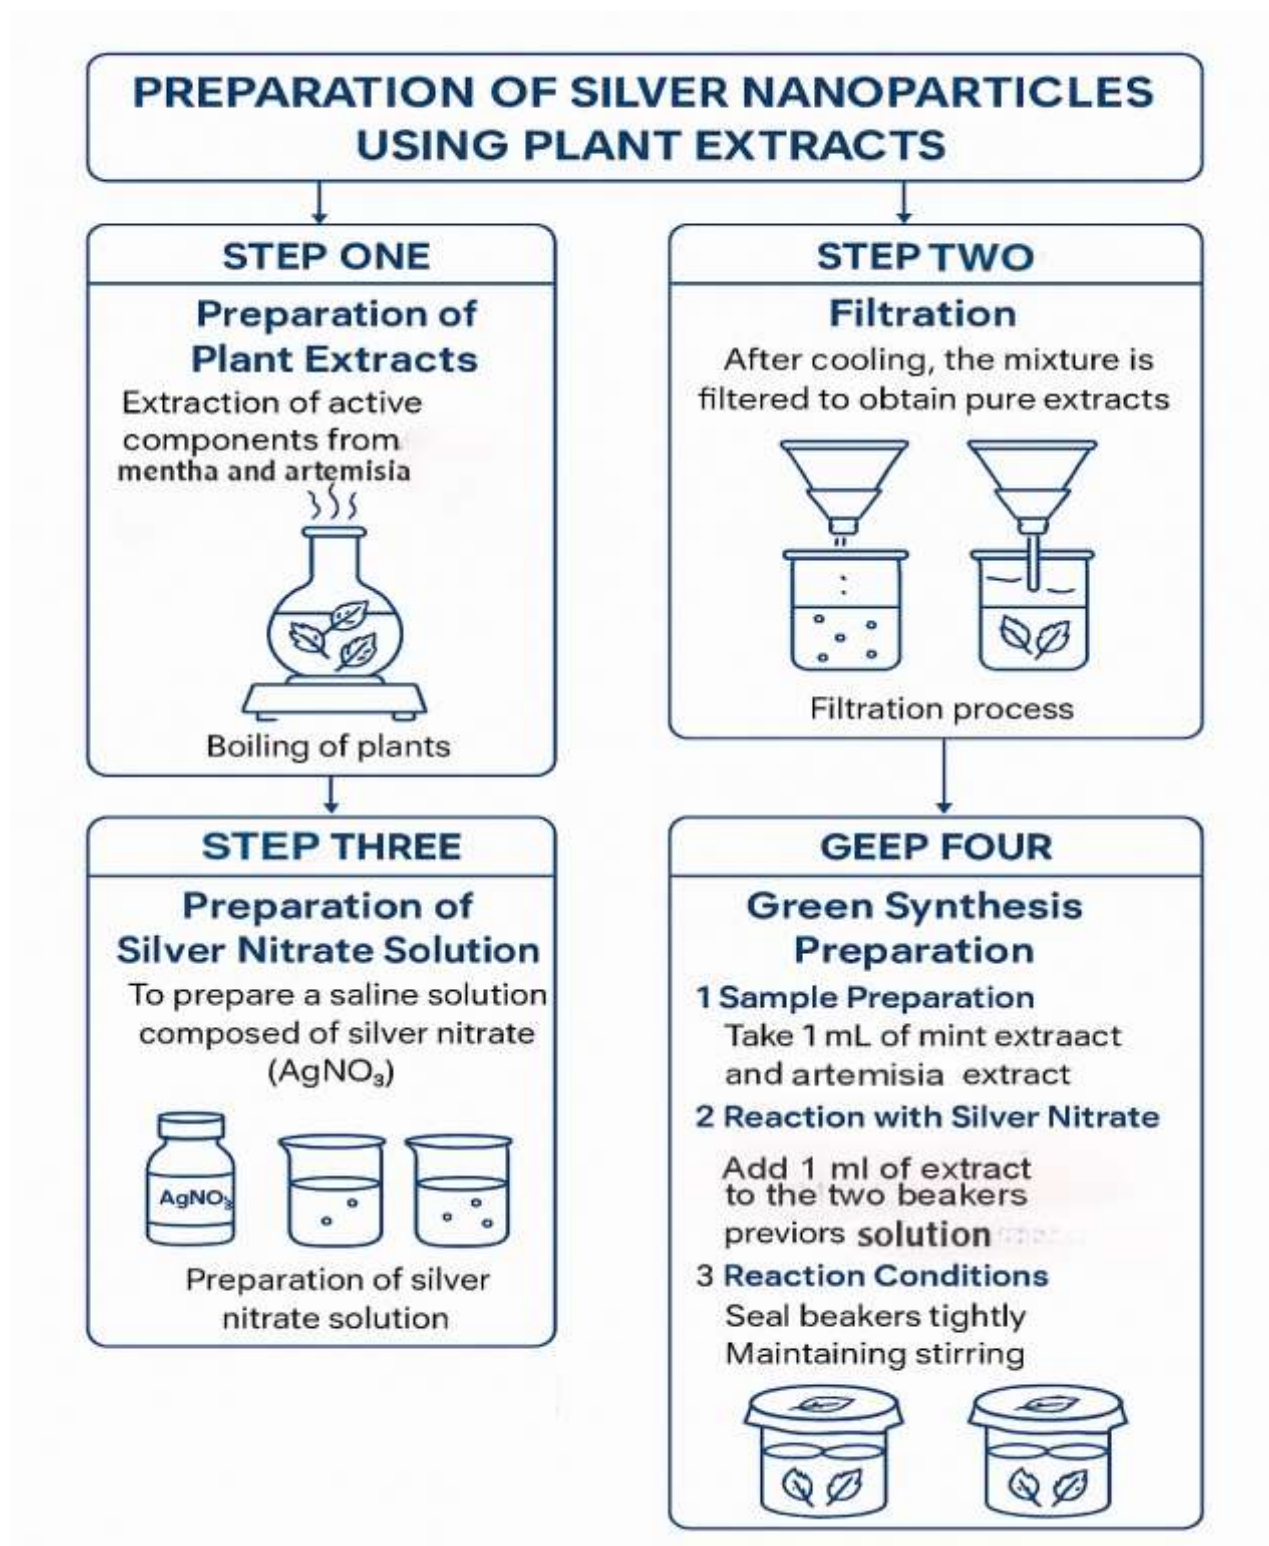 PREPARATION OF SILVER NANOPARTICLES
USING PLANT EXTRACTS
STEP ONE
Preparation of
Plant Extracts
Extraction of active
components from
mentha and artemisia
Boiling of plants
STEP TWO
Filtration
After cooling, the mixture is
filtered to obtain pure extracts
Filtration process
STEP THREE
Preparation of
Silver Nitrate Solution
To prepare a saline solution
composed of silver nitrate
(AgNO₃)
AgNO₃
Preparation of silver
nitrate solution
GEEP FOUR
Green Synthesis
Preparation
1 Sample Preparation
Take 1 mL of mint extraact
and artemisia extract
2 Reaction with Silver Nitrate
Add 1 ml of extract
to the two beakers
previors solution
3 Reaction Conditions
Seal beakers tightly
Maintaining stirring